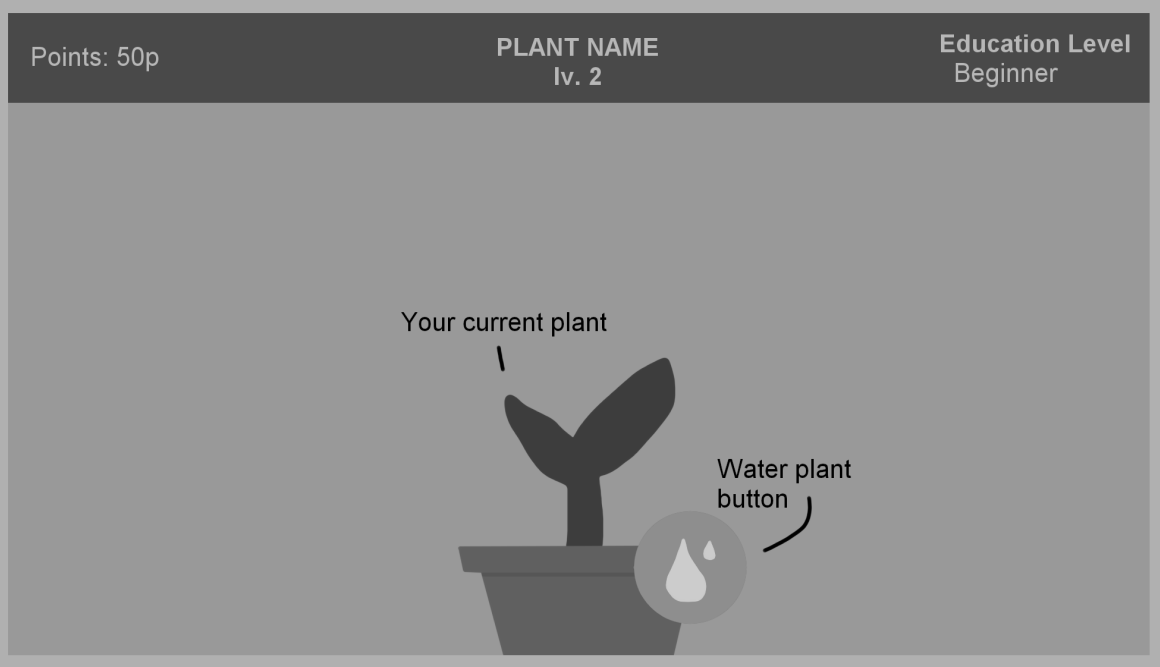 Points: 50p
PLANT NAME
lv. 2
Education Level
Beginner
Your current plant
Water plant
button